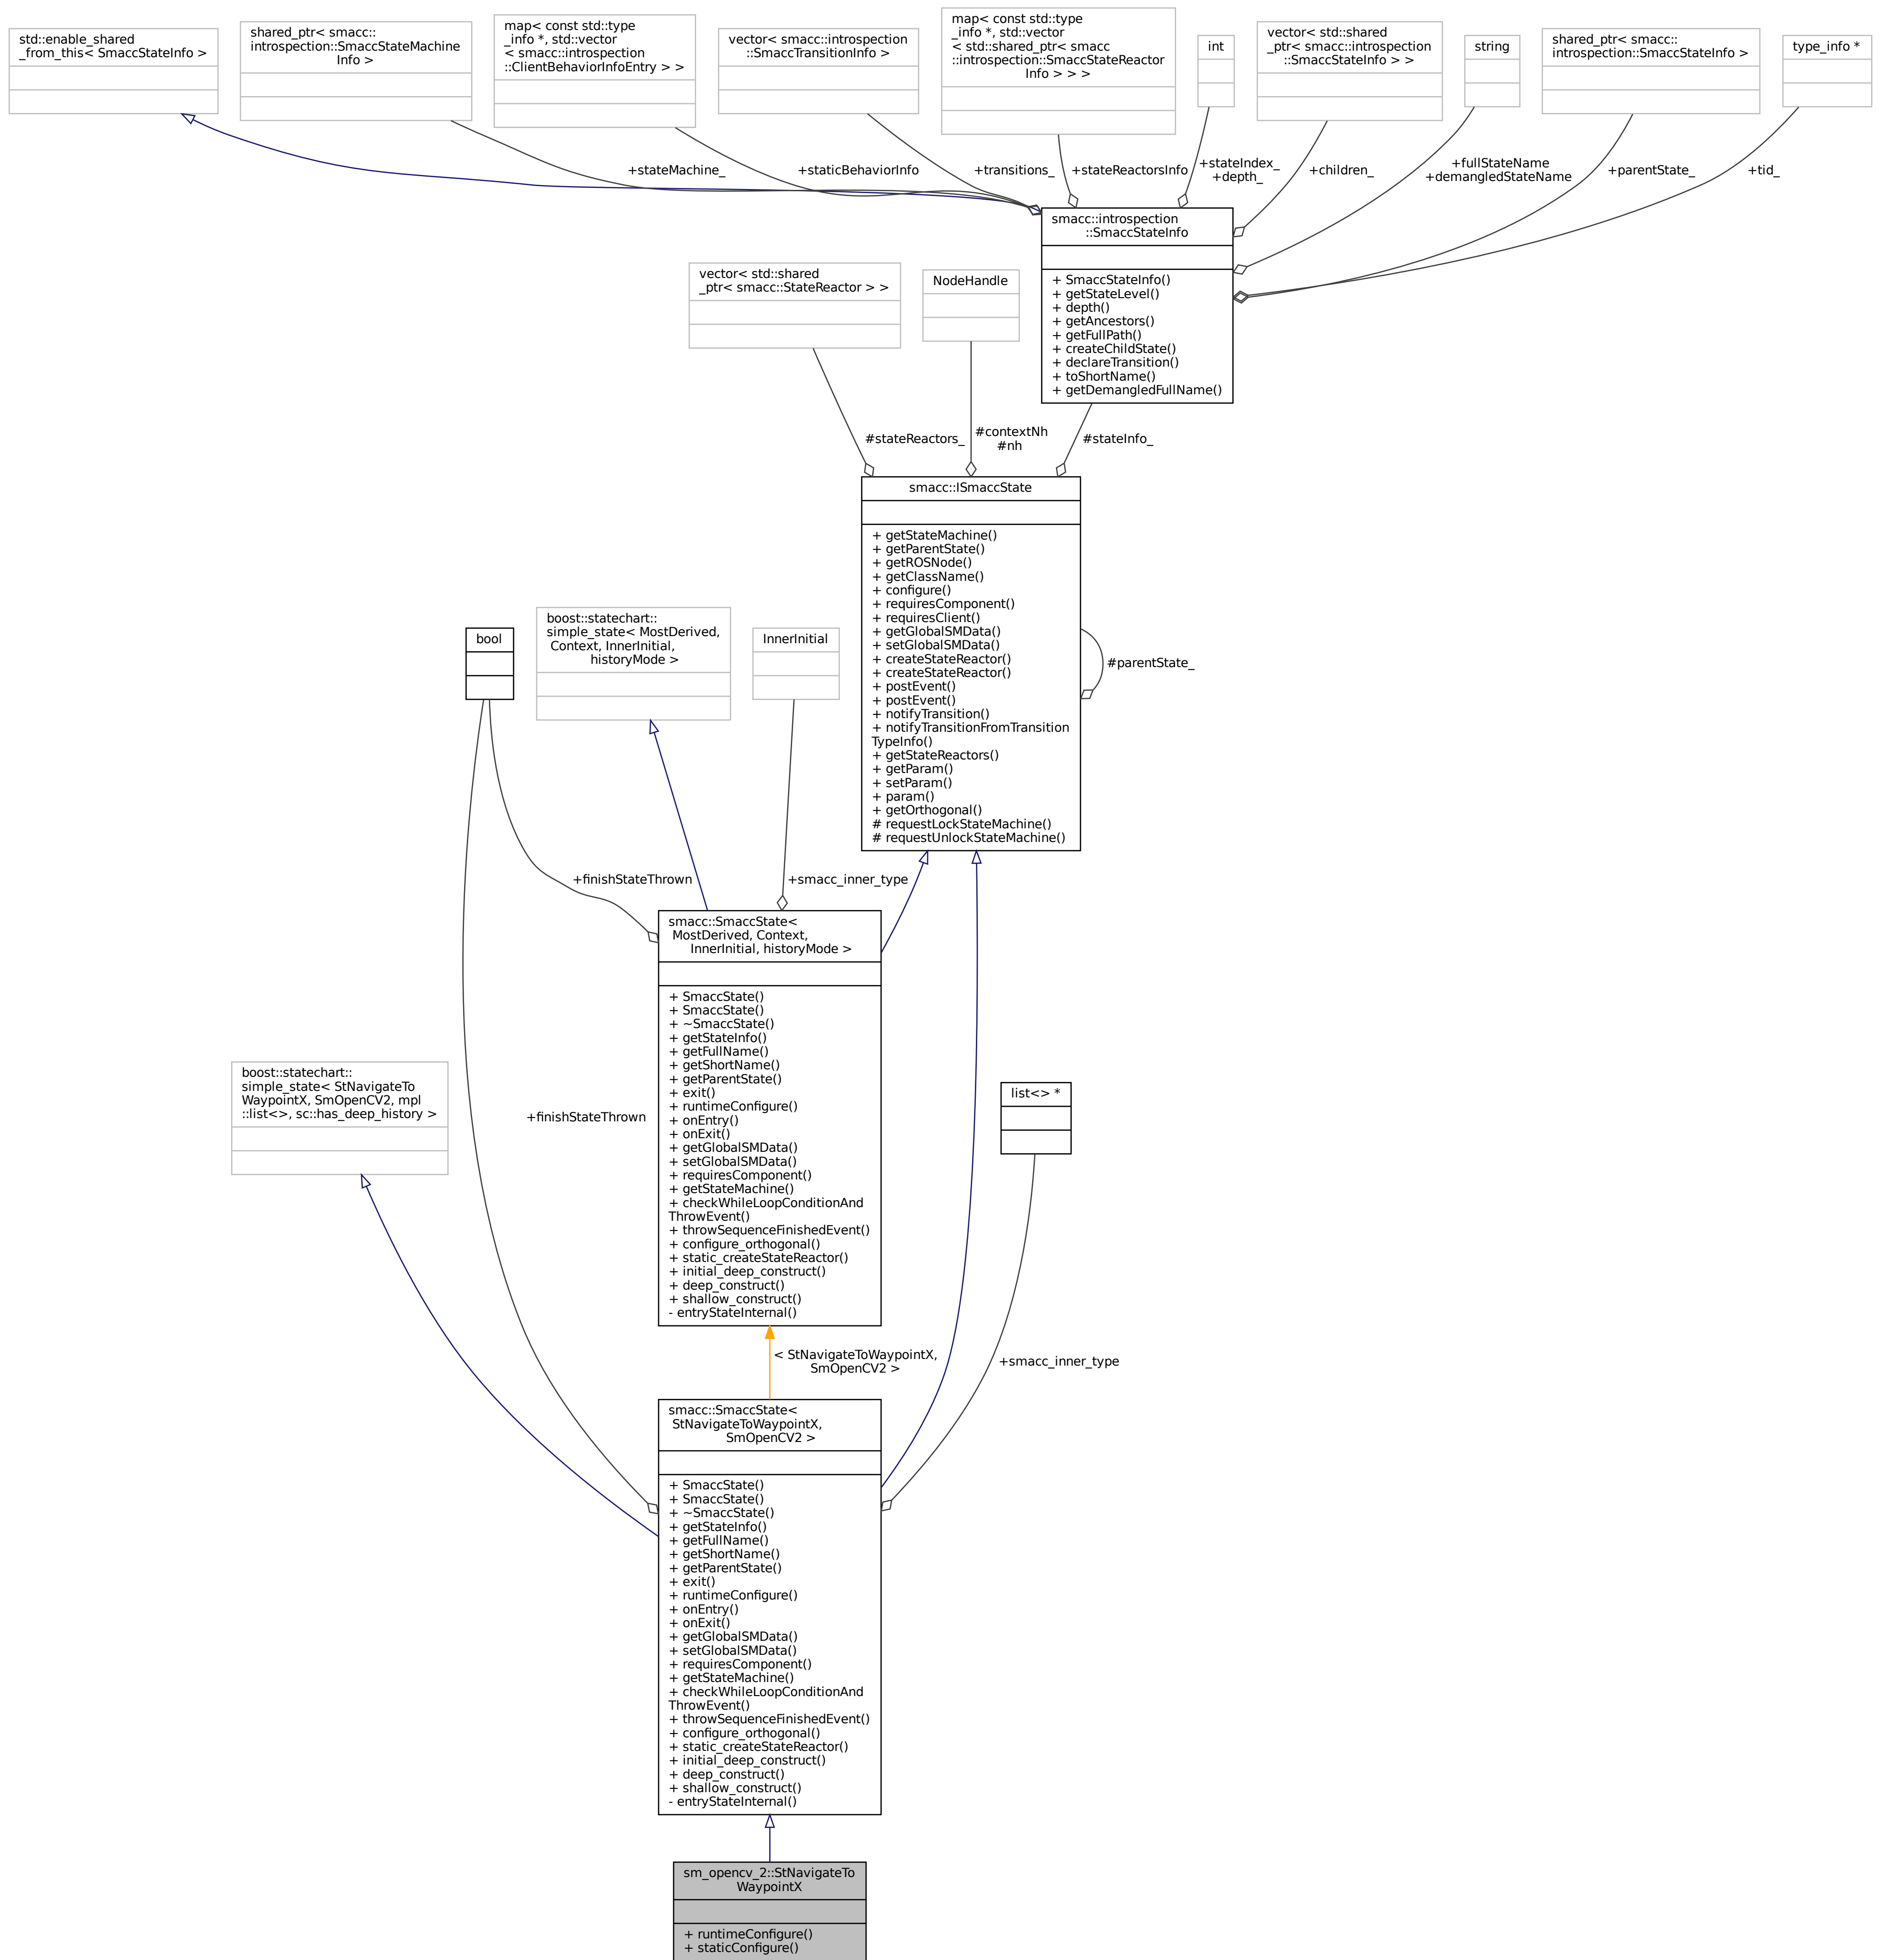 std::enable_shared
_from_this< SmaccStateInfo >
shared_ptr< smacc::
introspection::SmaccStateMachine
Info >
map< const std::type
_info *, std::vector
< smacc::introspection
::ClientBehaviorInfoEntry > >
vector< smacc::introspection
::SmaccTransitionInfo >
map< const std::type
_info *, std::vector
< std::shared_ptr< smacc
::introspection::SmaccStateReactor
Info > > >
int
vector< std::shared
_ptr< smacc::introspection
::SmaccStateInfo > >
string
shared_ptr< smacc::
introspection::SmaccStateInfo >
type_info *
+stateMachine_
+staticBehaviorInfo
+transitions_
+stateReactorsInfo
+stateIndex_
+depth_
+children_
+fullStateName
+demangledStateName
+parentState_
+tid_
smacc::introspection
::SmaccStateInfo
+ SmaccStateInfo()
+ getStateLevel()
+ depth()
+ getAncestors()
+ getFullPath()
+ createChildState()
+ declareTransition()
+ toShortName()
+ getDemangledFullName()
vector< std::shared
_ptr< smacc::StateReactor > >
NodeHandle
#stateReactors_
#contextNh
#nh
#stateInfo_
smacc::ISmaccState
+ getStateMachine()
+ getParentState()
+ getROSNode()
+ getClassName()
+ configure()
+ requiresComponent()
+ requiresClient()
+ getGlobalSMData()
+ setGlobalSMData()
+ createStateReactor()
+ createStateReactor()
+ postEvent()
+ postEvent()
+ notifyTransition()
+ notifyTransitionFromTransition
TypeInfo()
+ getStateReactors()
+ getParam()
+ setParam()
+ param()
+ getOrthogonal()
# requestLockStateMachine()
# requestUnlockStateMachine()
#parentState_
bool
boost::statechart::
simple_state< MostDerived,
Context, InnerInitial,
historyMode >
InnerInitial
+finishStateThrown
+smacc_inner_type
smacc::SmaccState<
MostDerived, Context,
InnerInitial, historyMode >
+ SmaccState()
+ SmaccState()
+ ~SmaccState()
+ getStateInfo()
+ getFullName()
+ getShortName()
+ getParentState()
+ exit()
+ runtimeConfigure()
+ onEntry()
+ onExit()
+ getGlobalSMData()
+ setGlobalSMData()
+ requiresComponent()
+ getStateMachine()
+ checkWhileLoopConditionAnd
ThrowEvent()
+ throwSequenceFinishedEvent()
+ configure_orthogonal()
+ static_createStateReactor()
+ initial_deep_construct()
+ deep_construct()
+ shallow_construct()
- entryStateInternal()
boost::statechart::
simple_state< StNavigateTo
WaypointX, SmOpenCV2, mpl
::list<>, sc::has_deep_history >
+finishStateThrown
list<> *
< StNavigateToWaypointX,
SmOpenCV2 >
+smacc_inner_type
smacc::SmaccState<
StNavigateToWaypointX,
SmOpenCV2 >
+ SmaccState()
+ SmaccState()
+ ~SmaccState()
+ getStateInfo()
+ getFullName()
+ getShortName()
+ getParentState()
+ exit()
+ runtimeConfigure()
+ onEntry()
+ onExit()
+ getGlobalSMData()
+ setGlobalSMData()
+ requiresComponent()
+ getStateMachine()
+ checkWhileLoopConditionAnd
ThrowEvent()
+ throwSequenceFinishedEvent()
+ configure_orthogonal()
+ static_createStateReactor()
+ initial_deep_construct()
+ deep_construct()
+ shallow_construct()
- entryStateInternal()
sm_opencv_2::StNavigateTo
WaypointX
+ runtimeConfigure()
+ staticConfigure()